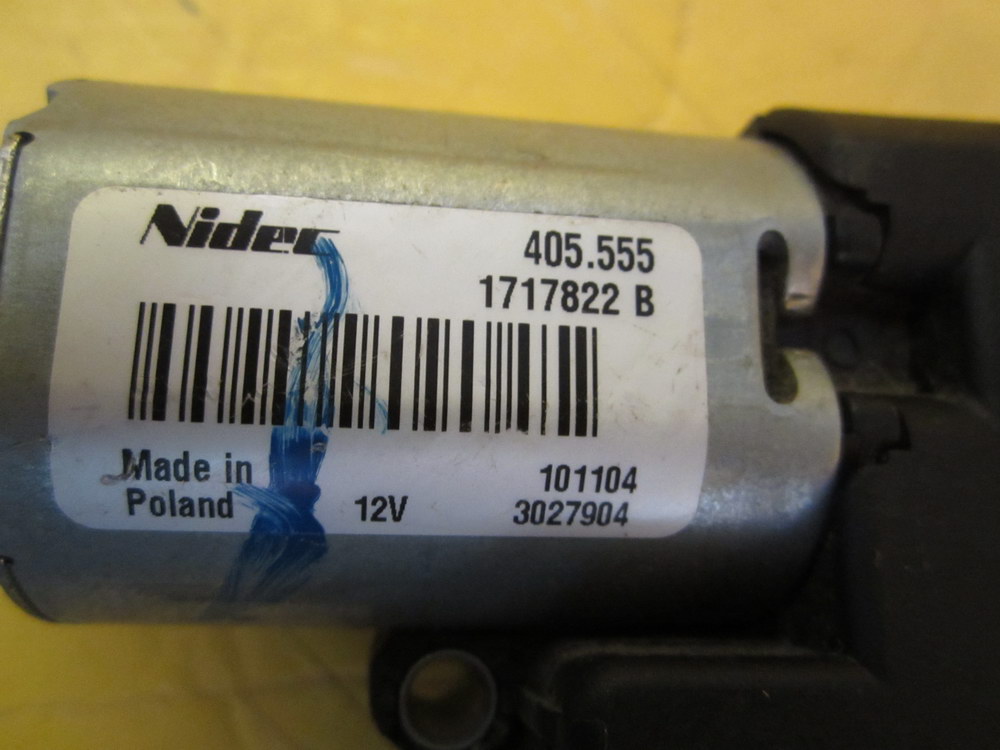 Nidec
405.555
1717822 B
Made in
Poland
12V
101104
3027904